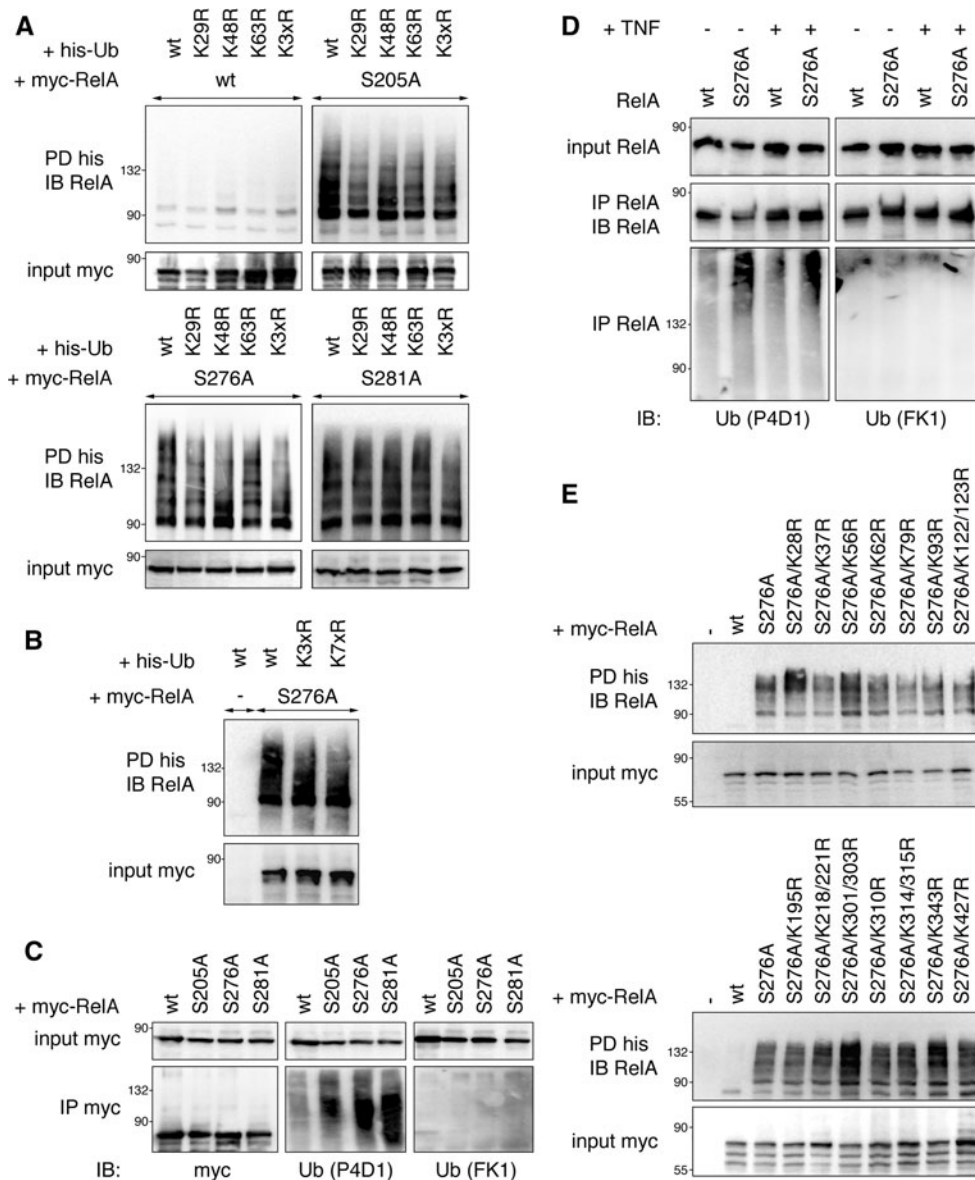 A
+ his-Ub
wt K29R K48R K63R K3xR wt K29R K48R K63R K3xR
+ myc-RelA wt S205A
PD his
IB RelA
132
90
input myc
90
+ his-Ub
wt K29R K48R K63R K3xR wt K29R K48R K63R K3xR
+ myc-RelA S276A S281A
PD his
IB RelA
132
90
input myc
90
B
+ his-Ub wt wt K3xR K7xR
+ myc-RelA - S276A
PD his
IB RelA
132
90
input myc
90
C
+ myc-RelA wt S205A S276A S281A wt S205A S276A S281A wt S205A S276A S281A
input myc
90
IP myc
132
90
IB: myc Ub (P4D1) Ub (FK1)
D
+ TNF - - + + - - + +
RelA wt S276A wt S276A wt S276A wt S276A
input RelA
90
IP RelA
IB RelA
90
IP RelA
132
90
IB: Ub (P4D1) Ub (FK1)
E
+ myc-RelA - wt S276A S276A/K28R S276A/K37R S276A/K56R S276A/K62R S276A/K79R S276A/K93R S276A/K122/123R
PD his
IB RelA
132
90
input myc
90
55
+ myc-RelA - wt S276A S276A/K195R S276A/K218/221R S276A/K301/303R S276A/K310R S276A/K314/315R S276A/K343R S276A/K427R
PD his
IB RelA
132
90
input myc
90
55